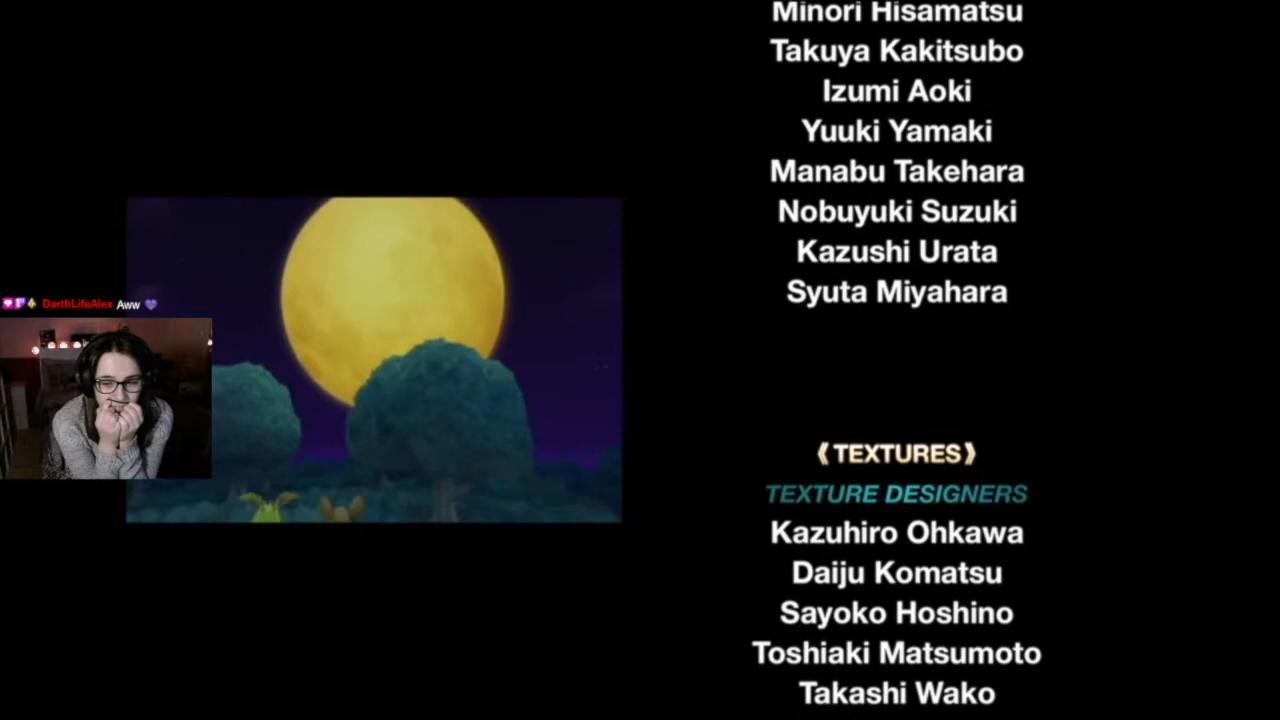 Minori Hisamatsu
Takuya Kakitsubo
Izumi Aoki
Yuuki Yamaki
Manabu Takehara
Nobuyuki Suzuki
Kazushi Urata
Syuta Miyahara
DarthLifeAlex Aww 💜
⟪TEXTURES⟫
TEXTURE DESIGNERS
Kazuhiro Ohkawa
Daiju Komatsu
Sayoko Hoshino
Toshiaki Matsumoto
Takashi Wako